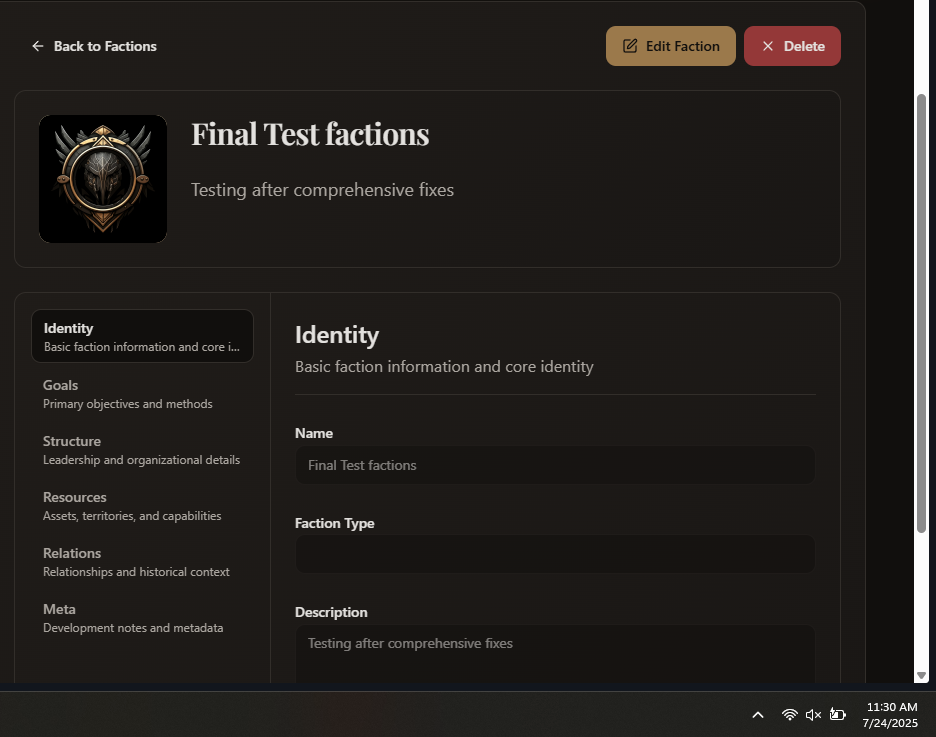 Back to Factions
Edit Faction
Delete
Final Test factions
Testing after comprehensive fixes
Identity
Basic faction information and core i...
Goals
Primary objectives and methods
Structure
Leadership and organizational details
Resources
Assets, territories, and capabilities
Relations
Relationships and historical context
Meta
Development notes and metadata
Identity
Basic faction information and core identity
Name
Final Test factions
Faction Type
Description
Testing after comprehensive fixes
11:30 AM
7/24/2025